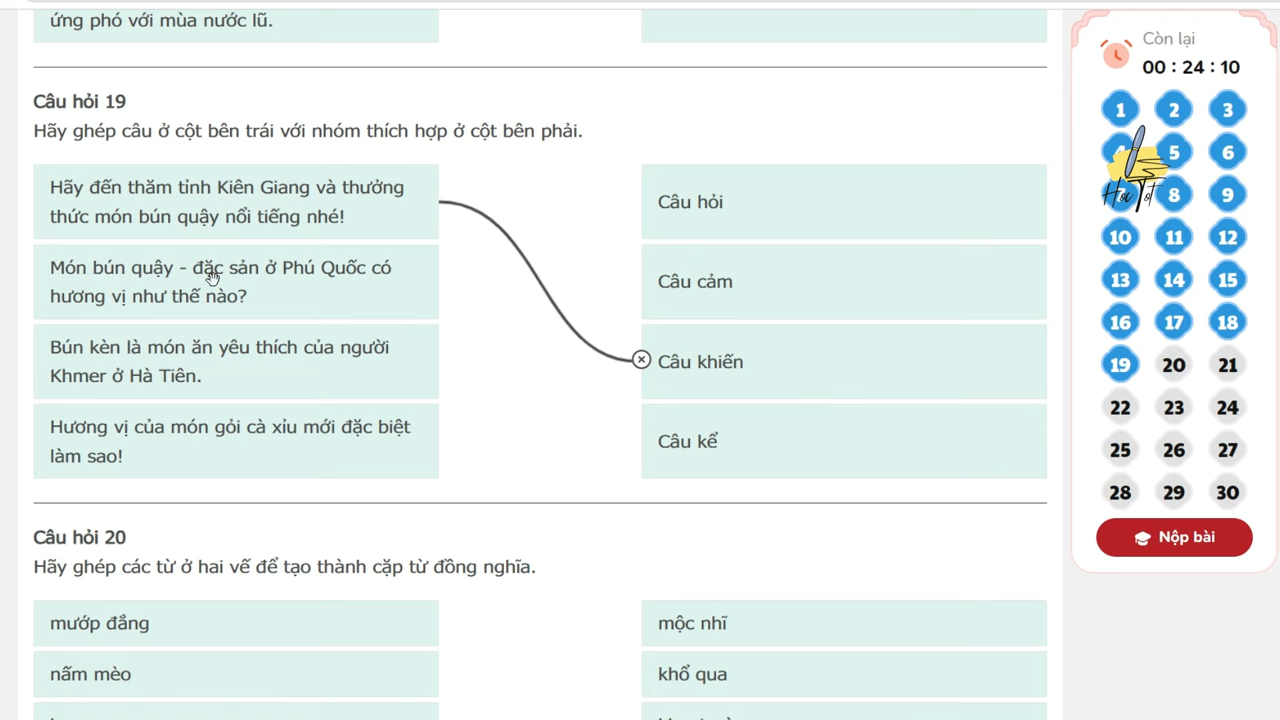 ứng phó với mùa nước lũ.
Câu hỏi 19
Hãy ghép câu ở cột bên trái với nhóm thích hợp ở cột bên phải.
Hãy đến thăm tỉnh Kiên Giang và thưởng
thức món bún quậy nổi tiếng nhé!
Câu hỏi
Món bún quậy - đặc sản ở Phú Quốc có
hương vị như thế nào?
Câu cảm
Bún kèn là món ăn yêu thích của người
Khmer ở Hà Tiên.
Câu khiến
Hương vị của món gỏi cà xỉu mới đặc biệt
làm sao!
Câu kể
Câu hỏi 20
Hãy ghép các từ ở hai vế để tạo thành cặp từ đồng nghĩa.
mướp đắng
mộc nhĩ
nấm mèo
khổ qua
Còn lại
00 : 24 : 10
1 2 3
5 6
8 9
10 11 12
13 14 15
16 17 18
19 20 21
22 23 24
25 26 27
28 29 30
Học Tốt
Nộp bài